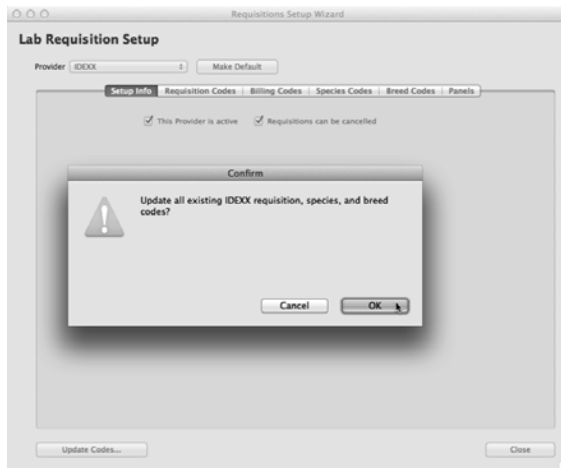 Requisitions Setup Wizard
Lab Requisition Setup
Provider IDEXX Make Default
Setup Info Requisition Codes Billing Codes Species Codes Breed Codes Panels
This Provider is active Requisitions can be cancelled
Confirm
Update all existing IDEXX requisition, species, and breed
codes?
Cancel OK
Update Codes... Close